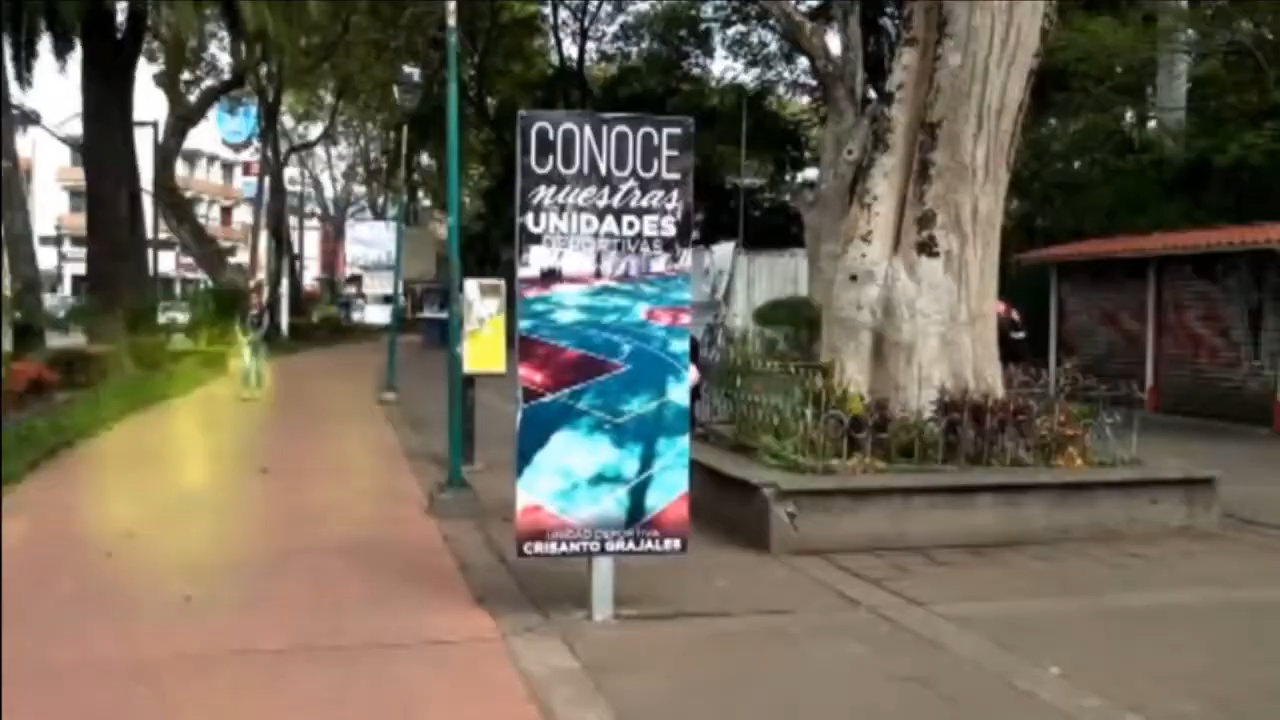 CONOCE
nuestras
UNIDADES
DEPORTIVAS
UNIDAD DEPORTIVA
CRISANTO GRAJALES